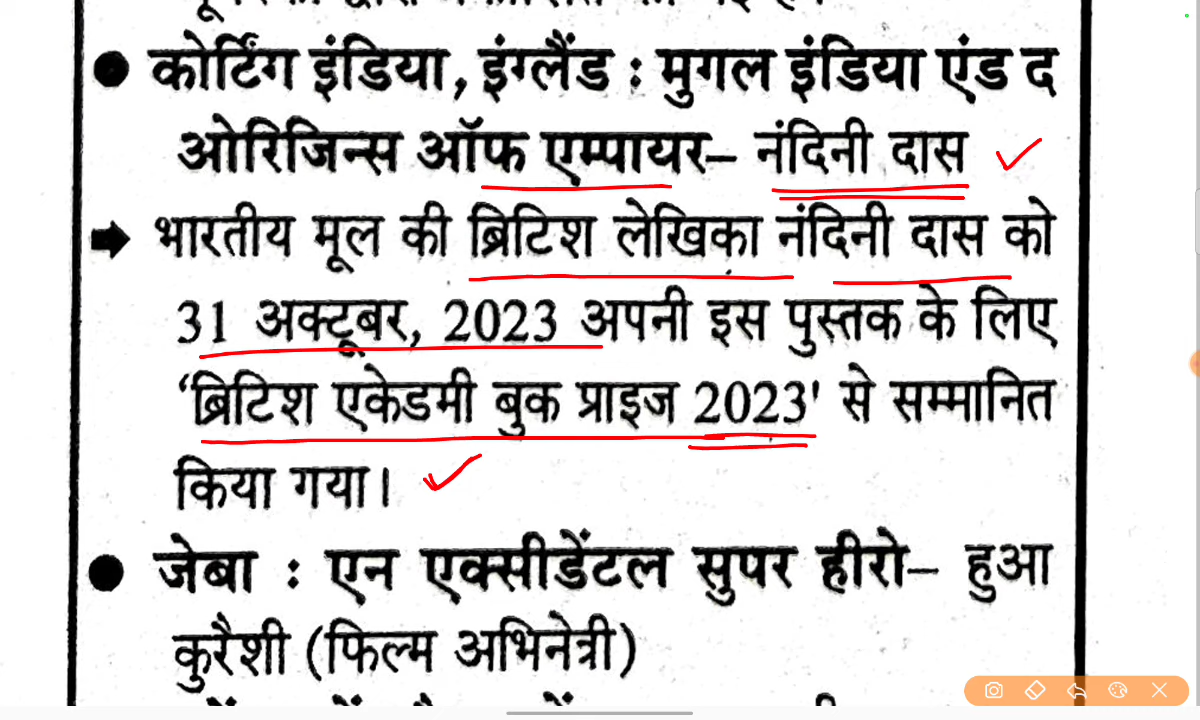 कोर्टिंग इंडिया, इंग्लैंड : मुगल इंडिया एंड द
ओरिजिन्स ऑफ एम्पायर– नंदिनी दास
भारतीय मूल की ब्रिटिश लेखिका नंदिनी दास को
31 अक्टूबर, 2023 अपनी इस पुस्तक के लिए
‘ब्रिटिश एकेडमी बुक प्राइज 2023' से सम्मानित
किया गया।
जेबा : एन एक्सीडेंटल सुपर हीरो– हुआ
कुरैशी (फिल्म अभिनेत्री)